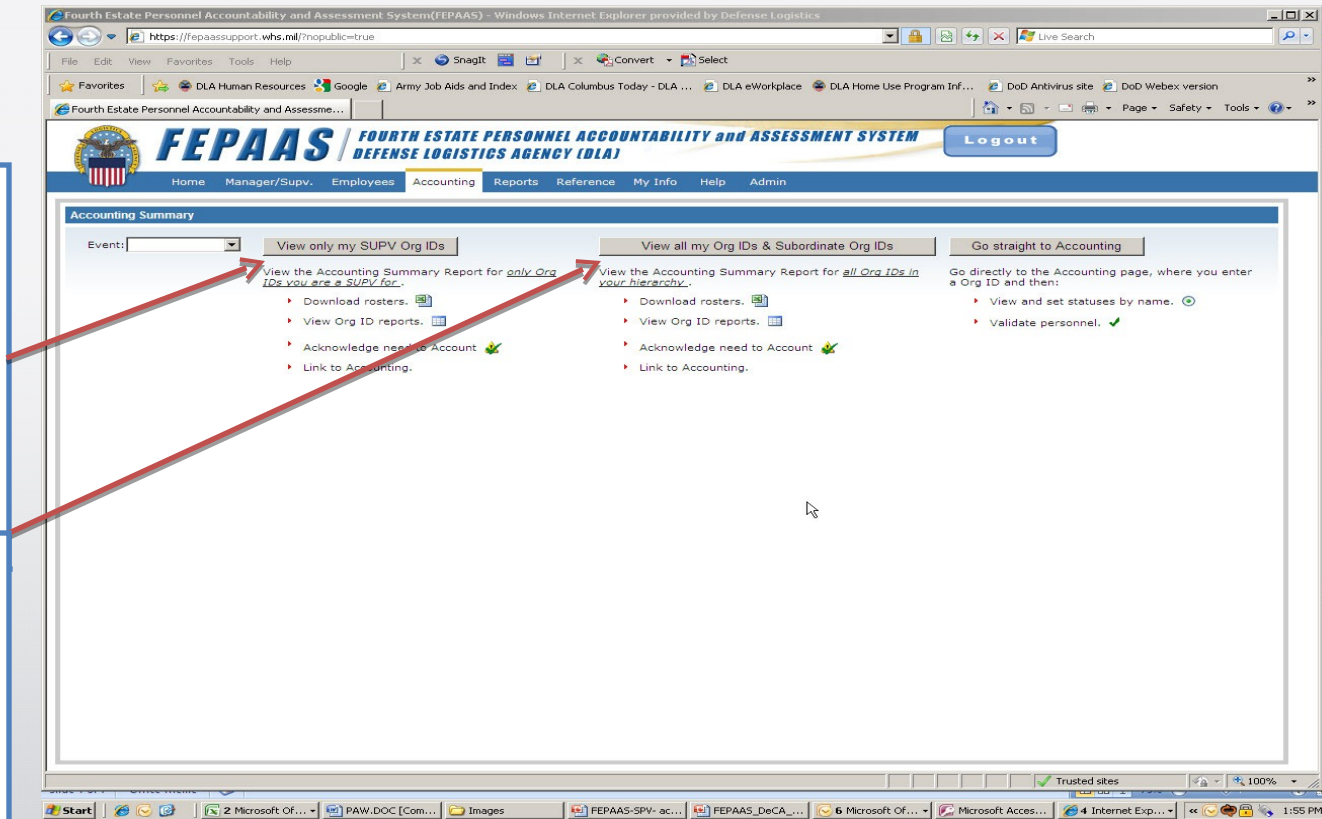 Fourth Estate Personnel Accountability and Assessment System(FEPAAS) - Windows Internet Explorer provided by Defense Logistics
https://fepaassupport.whs.mil/?nopublic=true
Live Search
File Edit View Favorites Tools Help
SnagIt
Convert
Select
Favorites
DLA Human Resources
Google
Army Job Aids and Index
DLA Columbus Today - DLA ...
DLA eWorkplace
DLA Home Use Program Inf...
DoD Antivirus site
DoD Webex version
Fourth Estate Personnel Accountability and Assessme...
Page Safety Tools
FEPAAS
FOURTH ESTATE PERSONNEL ACCOUNTABILITY and ASSESSMENT SYSTEM
DEFENSE LOGISTICS AGENCY (DLA)
Logout
Home Manager/Supv. Employees Accounting Reports Reference My Info Help Admin
Accounting Summary
Event:
View only my SUPV Org IDs
View the Accounting Summary Report for only Org
IDs you are a SUPV for .
Download rosters.
View Org ID reports.
Acknowledge need to Account
Link to Accounting.
View all my Org IDs & Subordinate Org IDs
View the Accounting Summary Report for all Org IDs in
your hierarchy .
Download rosters.
View Org ID reports.
Acknowledge need to Account
Link to Accounting.
Go straight to Accounting
Go directly to the Accounting page, where you enter
a Org ID and then:
View and set statuses by name.
Validate personnel.
Trusted sites
100%
Start
2 Microsoft Of...
PAW.DOC [Com...
Images
FEPAAS-SPV- ac...
FEPAAS_DeCA_...
6 Microsoft Of...
Microsoft Acces...
4 Internet Exp...
1:55 PM